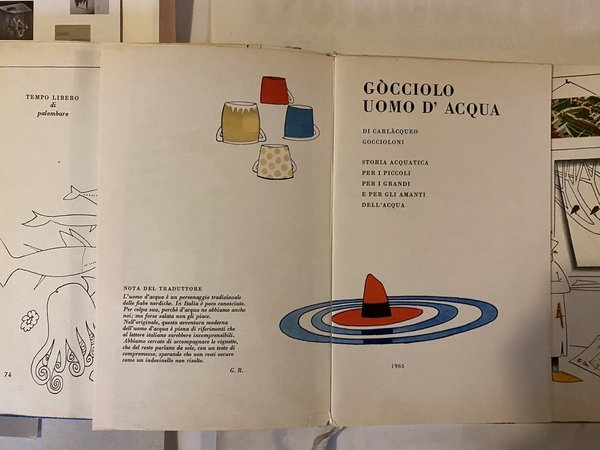 TEMPO LIBERO
di
palombaro
74
NOTA DEL TRADUTTORE
L'uomo d'acqua è un personaggio tradizionale
delle fiabe nordiche. In Italia è poco conosciuto.
Per colpa sua, perchè d'acqua ne abbiamo anche
noi; ma forse salata non gli piace.
Nell'originale, questa avventura moderna
dell'uomo d'acqua è piena di riferimenti che
al lettore italiano sarebbero incomprensibili.
Abbiamo cercato di accompagnare le vignette,
che del resto parlano da sole, con un testo di
compromesso, sperando che non resti oscuro
come un indovinello non risolto.
G. R.
GÒCCIOLO
UOMO D' ACQUA
DI CARLÀCQUEO
GOCCIOLONI
STORIA ACQUATICA
PER I PICCOLI
PER I GRANDI
E PER GLI AMANTI
DELL'ACQUA
1965